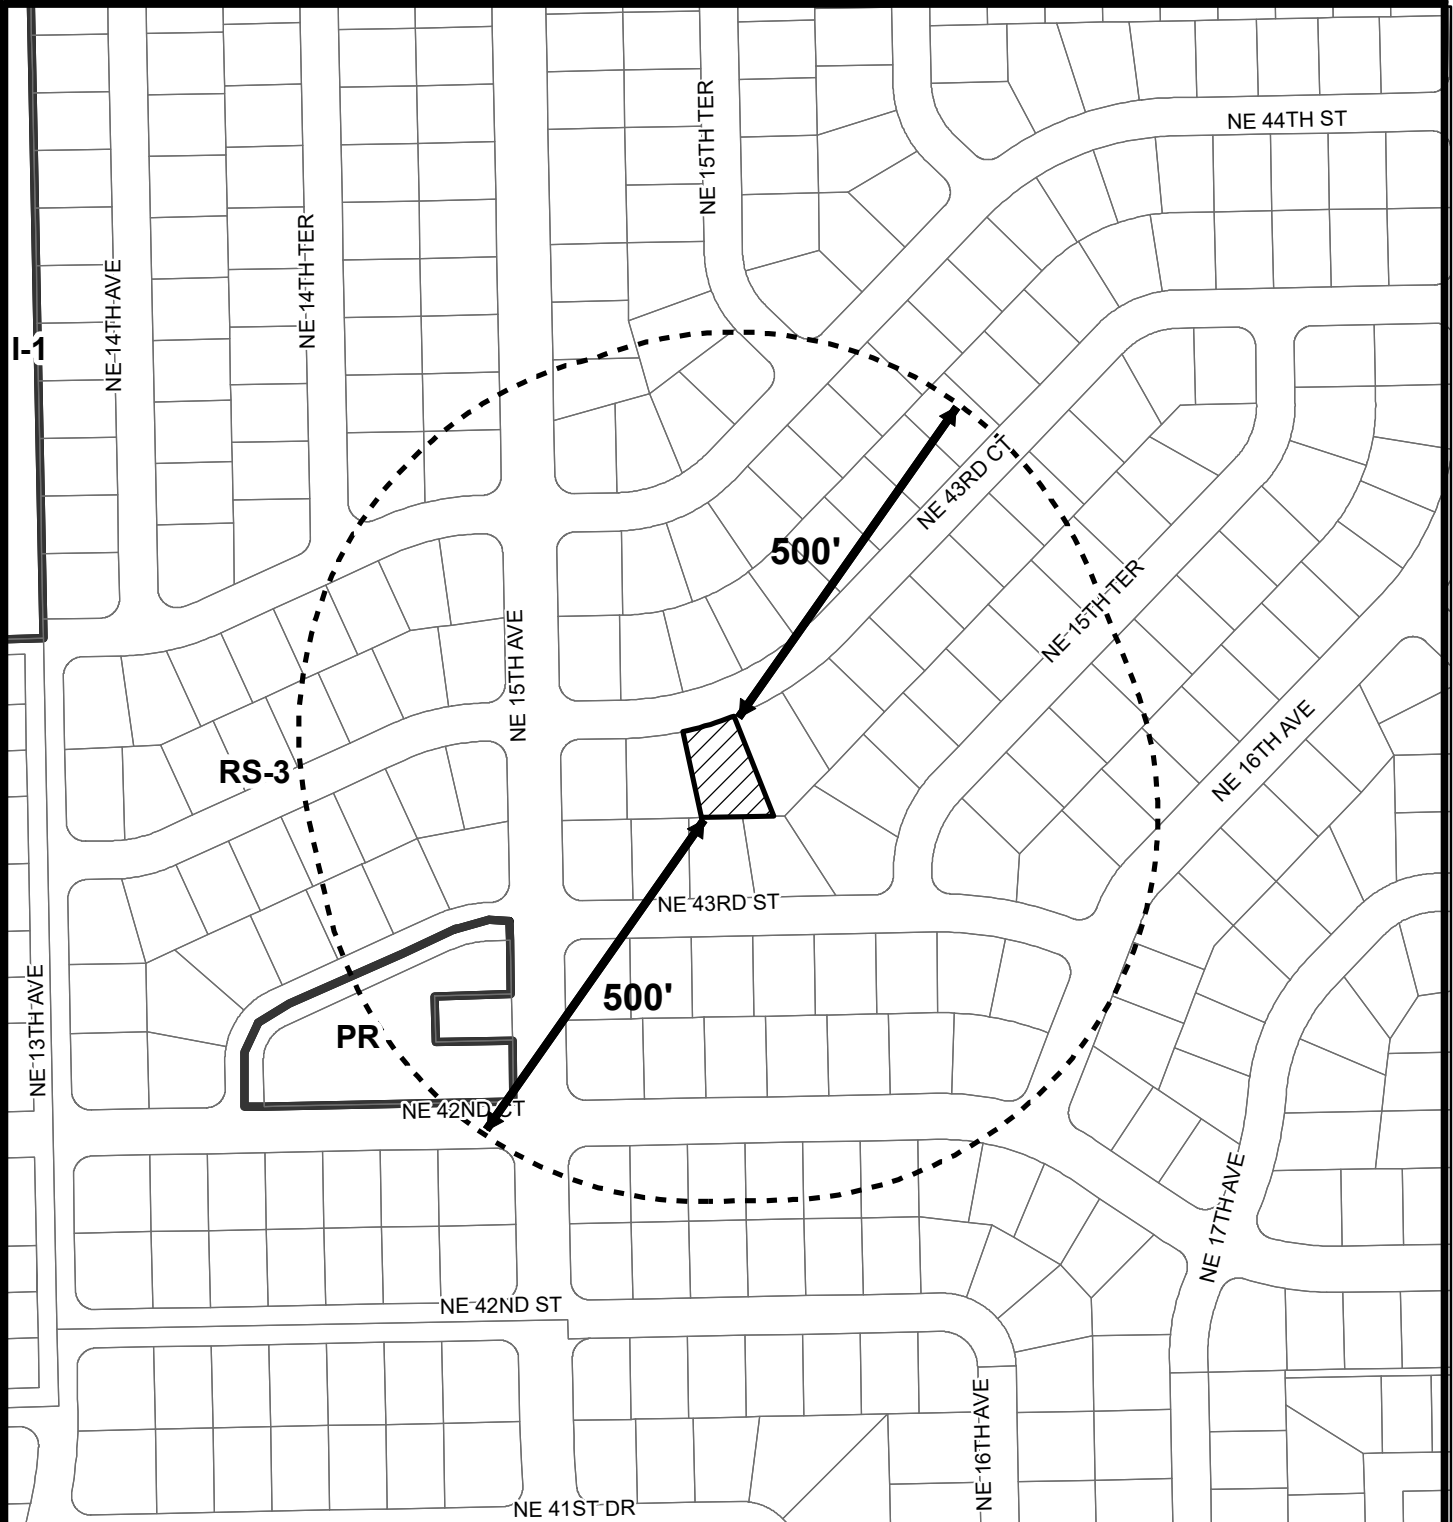 NE 44TH ST
NE 15TH TER
NE 14TH TER
NE 14TH AVE
I-1
NE 43RD CT
500'
NE 15TH TER
NE 15TH AVE
NE 16TH AVE
RS-3
NE 43RD ST
NE 13TH AVE
500'
PR
NE 42ND CT
NE 17TH AVE
NE 42ND ST
NE 16TH AVE
NE 41ST DR